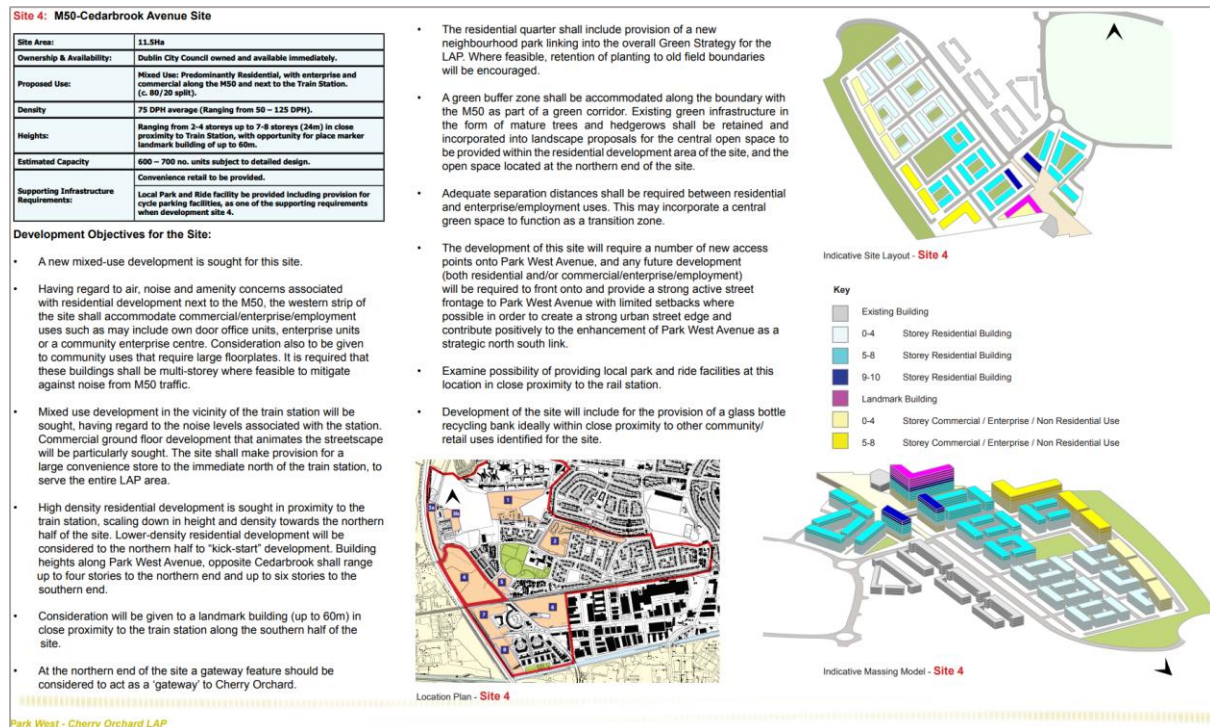 Site 4: M50-Cedarbrook Avenue Site
Site Area: 11.5Ha
Ownership & Availability: Dublin City Council owned and available immediately.
Proposed Use: Mixed Use: Predominantly Residential, with enterprise and
commercial along the M50 and next to the Train Station.
(c. 80/20 split).
Density 75 DPH average (Ranging from 50 – 125 DPH).
Heights: Ranging from 2-4 storeys up to 7-8 storeys (24m) in close
proximity to Train Station, with opportunity for place marker
landmark building of up to 60m.
Estimated Capacity 600 – 700 no. units subject to detailed design.
Supporting Infrastructure
Requirements:
Convenience retail to be provided.
Local Park and Ride facility be provided including provision for
cycle parking facilities, as one of the supporting requirements
when development site 4.
Development Objectives for the Site:
• A new mixed-use development is sought for this site.
• Having regard to air, noise and amenity concerns associated
with residential development next to the M50, the western strip of
the site shall accommodate commercial/enterprise/employment
uses such as may include own door office units, enterprise units
or a community enterprise centre. Consideration also to be given
to community uses that require large floorplates. It is required that
these buildings shall be multi-storey where feasible to mitigate
against noise from M50 traffic.
• Mixed use development in the vicinity of the train station will be
sought, having regard to the noise levels associated with the station.
Commercial ground floor development that animates the streetscape
will be particularly sought. The site shall make provision for a
large convenience store to the immediate north of the train station, to
serve the entire LAP area.
• High density residential development is sought in proximity to the
train station, scaling down in height and density towards the northern
half of the site. Lower-density residential development will be
considered to the northern half to “kick-start” development. Building
heights along Park West Avenue, opposite Cedarbrook shall range
up to four stories to the northern end and up to six stories to the
southern end.
• Consideration will be given to a landmark building (up to 60m) in
close proximity to the train station along the southern half of the
site.
• At the northern end of the site a gateway feature should be
considered to act as a ‘gateway’ to Cherry Orchard.
• The residential quarter shall include provision of a new
neighbourhood park linking into the overall Green Strategy for the
LAP. Where feasible, retention of planting to old field boundaries
will be encouraged.
• A green buffer zone shall be accommodated along the boundary with
the M50 as part of a green corridor. Existing green infrastructure in
the form of mature trees and hedgerows shall be retained and
incorporated into landscape proposals for the central open space to
be provided within the residential development area of the site, and the
open space located at the northern end of the site.
• Adequate separation distances shall be required between residential
and enterprise/employment uses. This may incorporate a central
green space to function as a transition zone.
• The development of this site will require a number of new access
points onto Park West Avenue, and any future development
(both residential and/or commercial/enterprise/employment)
will be required to front onto and provide a strong active street
frontage to Park West Avenue with limited setbacks where
possible in order to create a strong urban street edge and
contribute positively to the enhancement of Park West Avenue as a
strategic north south link.
• Examine possibility of providing local park and ride facilities at this
location in close proximity to the rail station.
• Development of the site will include for the provision of a glass bottle
recycling bank ideally within close proximity to other community/
retail uses identified for the site.
1
2
4
5
6
7
8
Location Plan - Site 4
Indicative Site Layout - Site 4
Key
Existing Building
0-4 Storey Residential Building
5-8 Storey Residential Building
9-10 Storey Residential Building
Landmark Building
0-4 Storey Commercial / Enterprise / Non Residential Use
5-8 Storey Commercial / Enterprise / Non Residential Use
Indicative Massing Model - Site 4
Park West - Cherry Orchard LAP